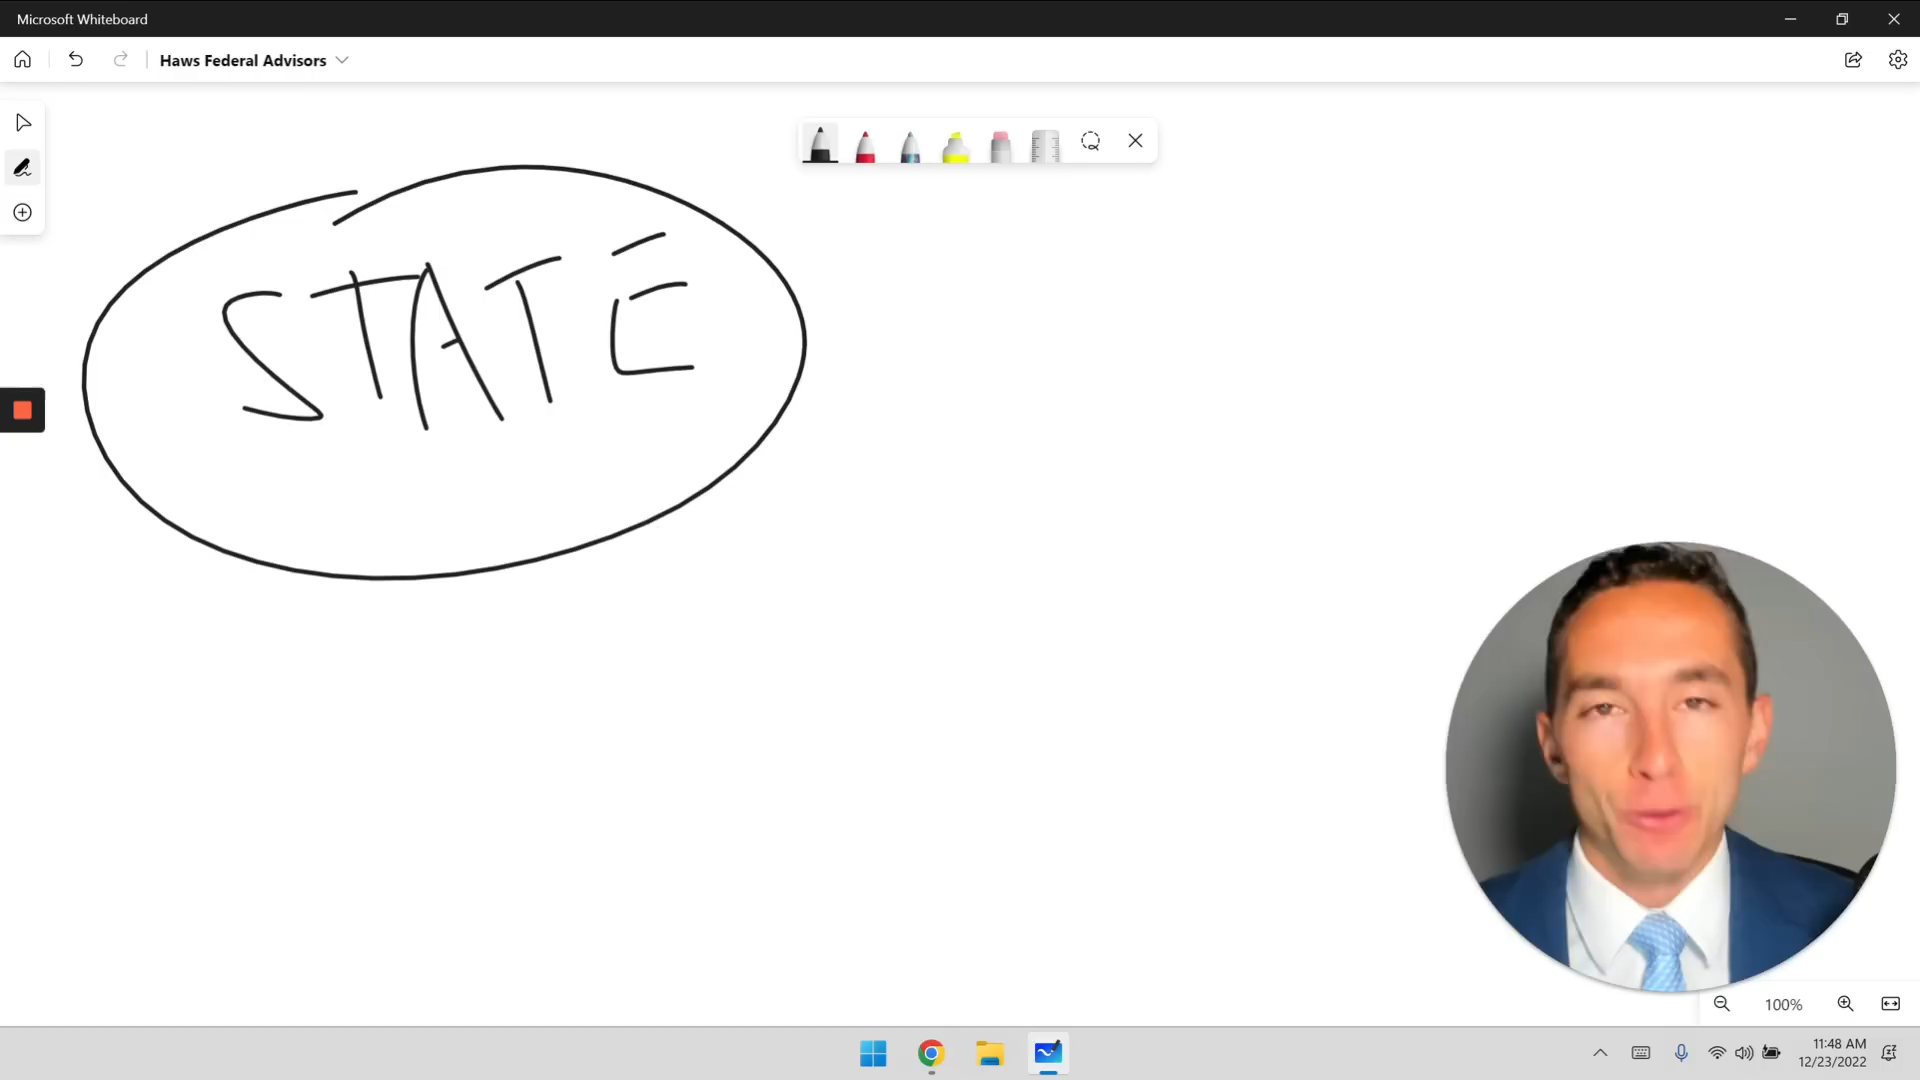 Microsoft Whiteboard
Haws Federal Advisors
STATE
100%
11:48 AM
12/23/2022